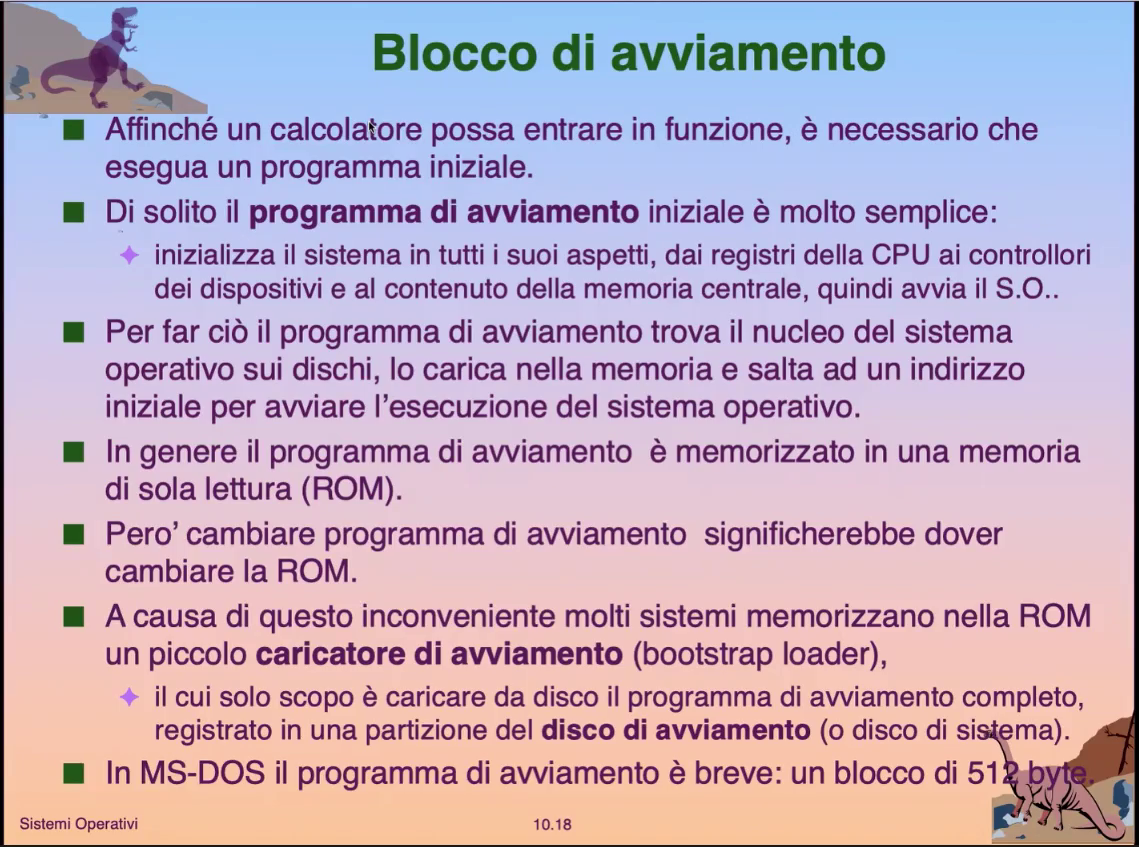 Blocco di avviamento
Affinché un calcolatore possa entrare in funzione, è necessario che
esegua un programma iniziale.
Di solito il programma di avviamento iniziale è molto semplice:
inizializza il sistema in tutti i suoi aspetti, dai registri della CPU ai controllori
dei dispositivi e al contenuto della memoria centrale, quindi avvia il S.O..
Per far ciò il programma di avviamento trova il nucleo del sistema
operativo sui dischi, lo carica nella memoria e salta ad un indirizzo
iniziale per avviare l'esecuzione del sistema operativo.
In genere il programma di avviamento è memorizzato in una memoria
di sola lettura (ROM).
Pero' cambiare programma di avviamento significherebbe dover
cambiare la ROM.
A causa di questo inconveniente molti sistemi memorizzano nella ROM
un piccolo caricatore di avviamento (bootstrap loader),
il cui solo scopo è caricare da disco il programma di avviamento completo,
registrato in una partizione del disco di avviamento (o disco di sistema).
In MS-DOS il programma di avviamento è breve: un blocco di 512 byte.
Sistemi Operativi
10.18